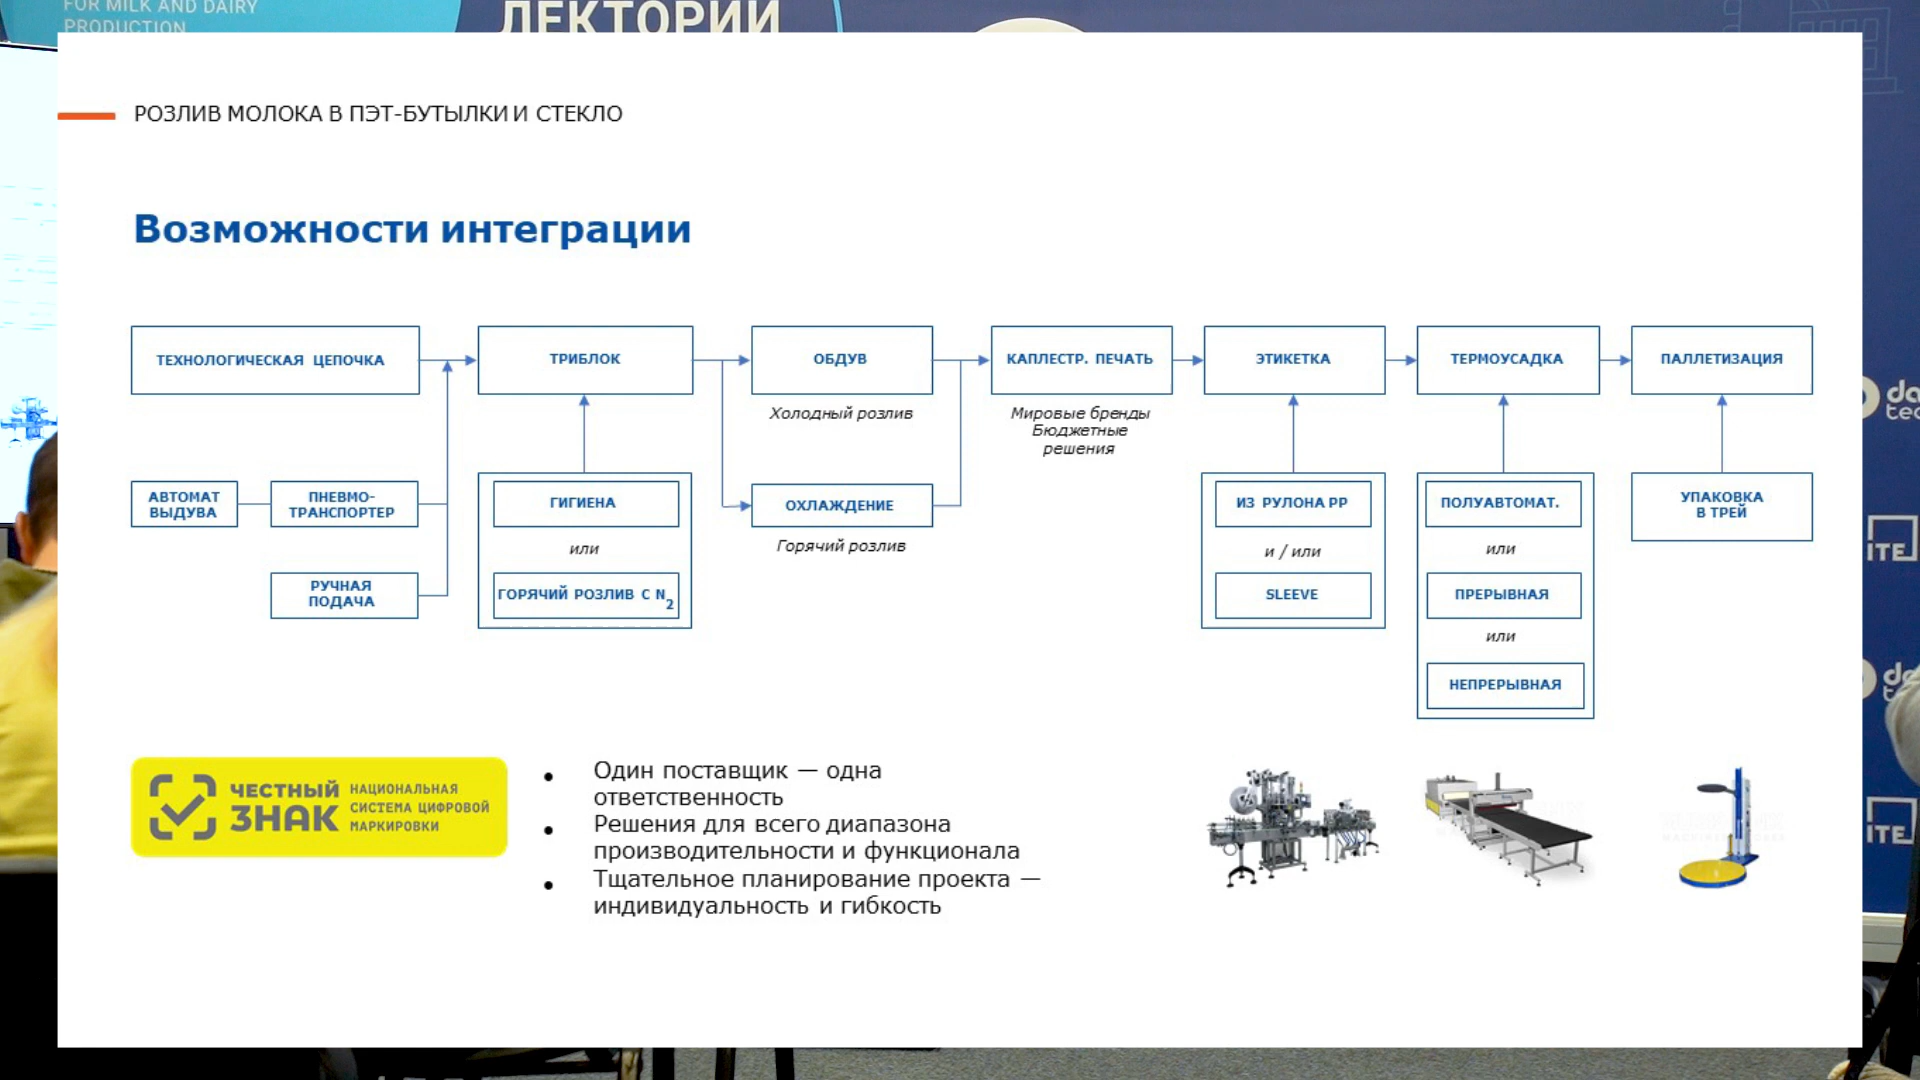 FOR MILK AND DAIRY
PRODUCTION
ЛЕКТОРИЙ
РОЗЛИВ МОЛОКА В ПЭТ-БУТЫЛКИ И СТЕКЛО
Возможности интеграции
ТЕХНОЛОГИЧЕСКАЯ ЦЕПОЧКА
ТРИБЛОК
ОБДУВ
КАПЛЕСТР. ПЕЧАТЬ
ЭТИКЕТКА
ТЕРМОУСАДКА
ПАЛЛЕТИЗАЦИЯ
Холодный розлив
Мировые бренды
Бюджетные
решения
АВТОМАТ
ВЫДУВА
ПНЕВМО-
ТРАНСПОРТЕР
РУЧНАЯ
ПОДАЧА
ГИГИЕНА
или
ГОРЯЧИЙ РОЗЛИВ С N2
ОХЛАЖДЕНИЕ
Горячий розлив
ИЗ РУЛОНА PP
и / или
SLEEVE
ПОЛУАВТОМАТ.
или
ПРЕРЫВНАЯ
или
НЕПРЕРЫВНАЯ
УПАКОВКА
В ТРЕЙ
ЧЕСТНЫЙ
ЗНАК
НАЦИОНАЛЬНАЯ
СИСТЕМА ЦИФРОВОЙ
МАРКИРОВКИ
• Один поставщик — одна
ответственность
• Решения для всего диапазона
производительности и функционала
• Тщательное планирование проекта —
индивидуальность и гибкость
ITE
ITE